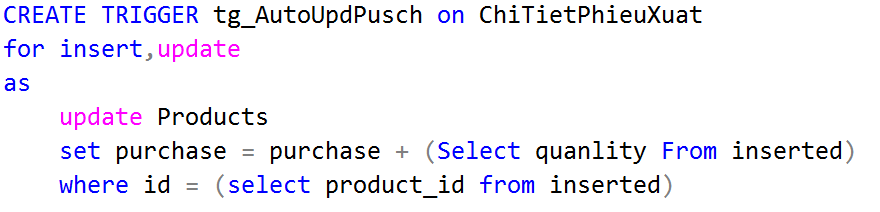 CREATE TRIGGER tg_AutoUpdPusch on ChiTietPhieuXuat
for insert,update
as
update Products
set purchase = purchase + (Select quanlity From inserted)
where id = (select product_id from inserted)